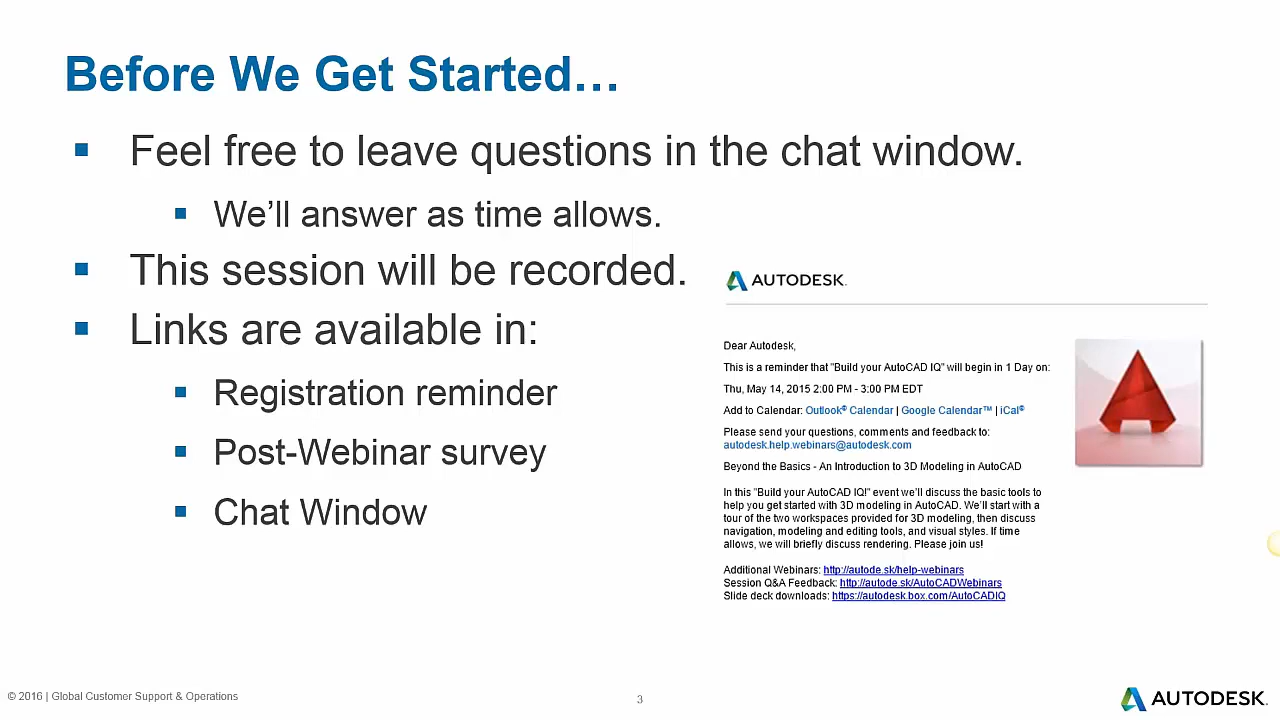 Before We Get Started…
▪ Feel free to leave questions in the chat window.
▪ We’ll answer as time allows.
▪ This session will be recorded.
▪ Links are available in:
▪ Registration reminder
▪ Post-Webinar survey
▪ Chat Window
AUTODESK.
Dear Autodesk,
This is a reminder that "Build your AutoCAD IQ" will begin in 1 Day on:
Thu, May 14, 2015 2:00 PM - 3:00 PM EDT
Add to Calendar: Outlook® Calendar | Google Calendar™ | iCal®
Please send your questions, comments and feedback to:
autodesk.help.webinars@autodesk.com
Beyond the Basics - An Introduction to 3D Modeling in AutoCAD
In this "Build your AutoCAD IQ!" event we'll discuss the basic tools to
help you get started with 3D modeling in AutoCAD. We'll start with a
tour of the two workspaces provided for 3D modeling, then discuss
navigation, modeling and editing tools, and visual styles. If time
allows, we will briefly discuss rendering. Please join us!
Additional Webinars: http://autode.sk/help-webinars
Session Q&A Feedback: http://autode.sk/AutoCADWebinars
Slide deck downloads: https://autodesk.box.com/AutoCADIQ
© 2016 | Global Customer Support & Operations
3
AUTODESK.